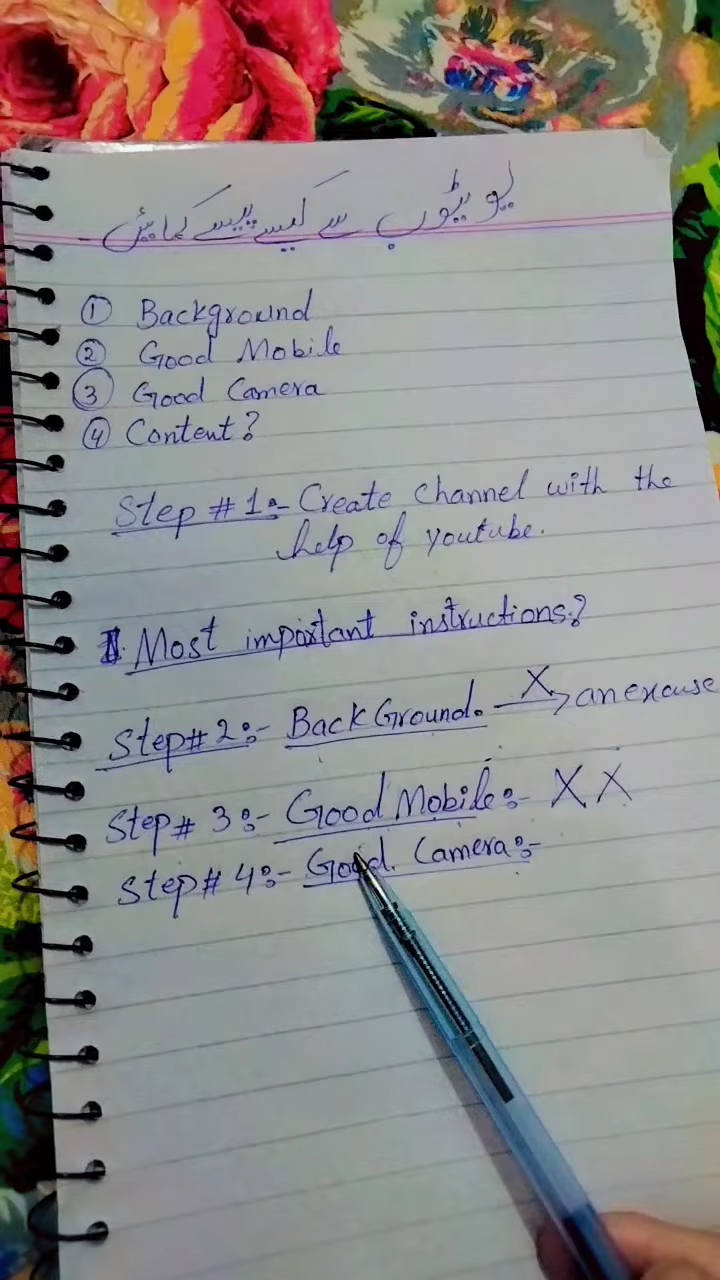 یوٹیوب سے کیسے پیسے کمائیں
① Background
② Good Mobile
③ Good Camera
④ Content?
Step # 1:- Create channel with the
help of youtube.
Most important instructions?
Step# 2:- BackGround. X → an excuse
Step# 3:- Good Mobile:- X X
Step# 4:- Good Camera:-